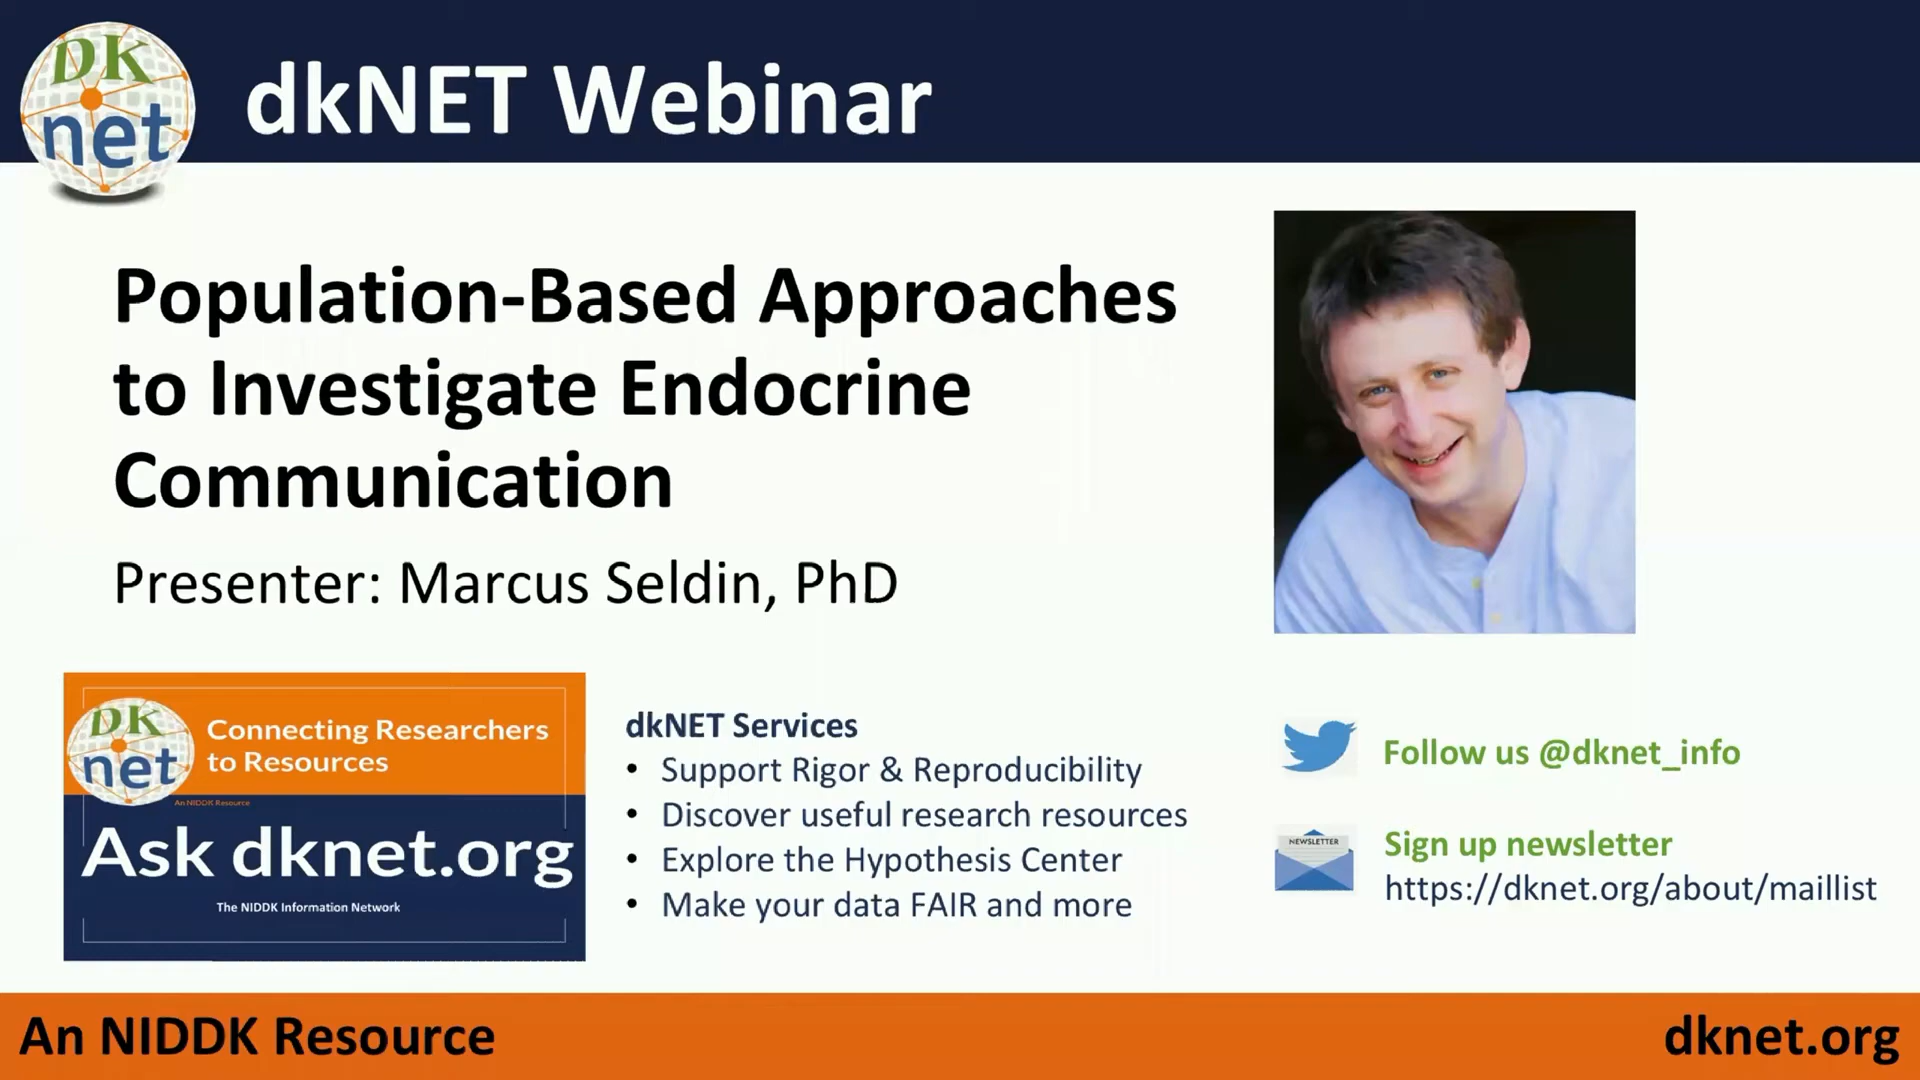 DK
net
dkNET Webinar
Population-Based Approaches
to Investigate Endocrine
Communication
Presenter: Marcus Seldin, PhD
DK
net
Connecting Researchers
to Resources
An NIDDK Resource
Ask dknet.org
The NIDDK Information Network
dkNET Services
• Support Rigor & Reproducibility
• Discover useful research resources
• Explore the Hypothesis Center
• Make your data FAIR and more
Follow us @dknet_info
NEWSLETTER
Sign up newsletter
https://dknet.org/about/maillist
An NIDDK Resource
dknet.org